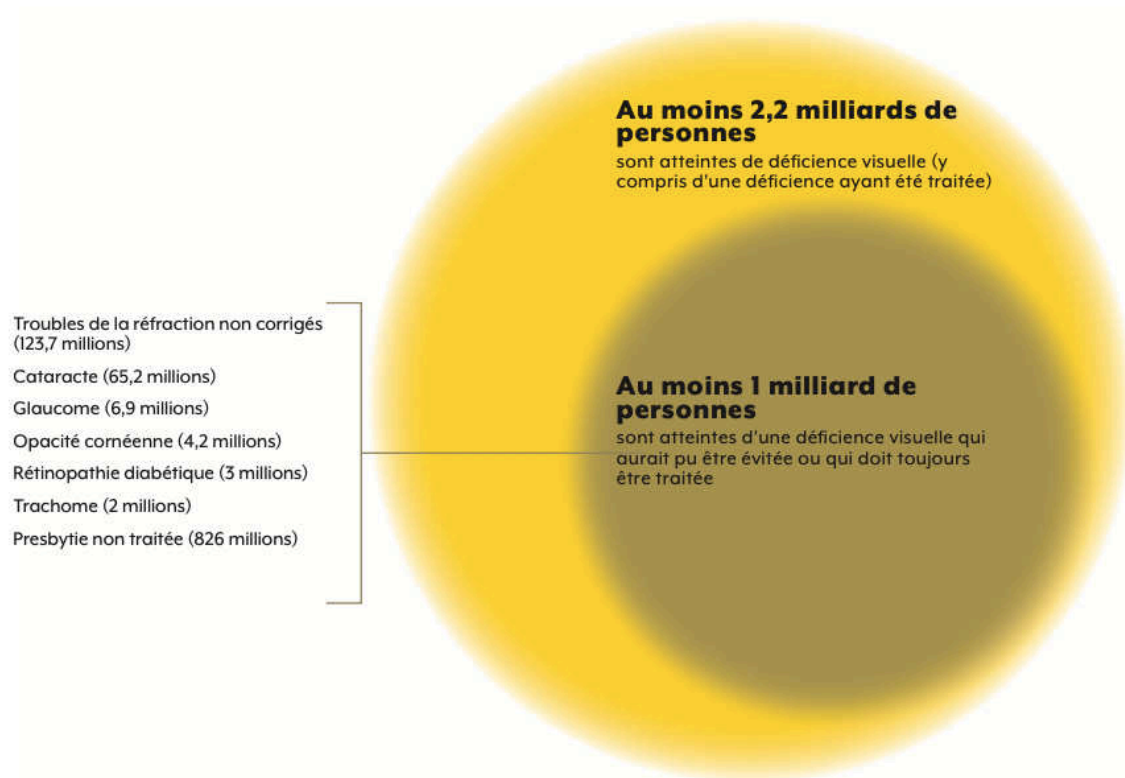 Au moins 2,2 milliards de
personnes
sont atteintes de déficience visuelle (y
compris d'une déficience ayant été traitée)
Troubles de la réfraction non corrigés
(123,7 millions)
Cataracte (65,2 millions)
Glaucome (6,9 millions)
Opacité cornéenne (4,2 millions)
Rétinopathie diabétique (3 millions)
Trachome (2 millions)
Presbytie non traitée (826 millions)
Au moins 1 milliard de
personnes
sont atteintes d'une déficience visuelle qui
aurait pu être évitée ou qui doit toujours
être traitée